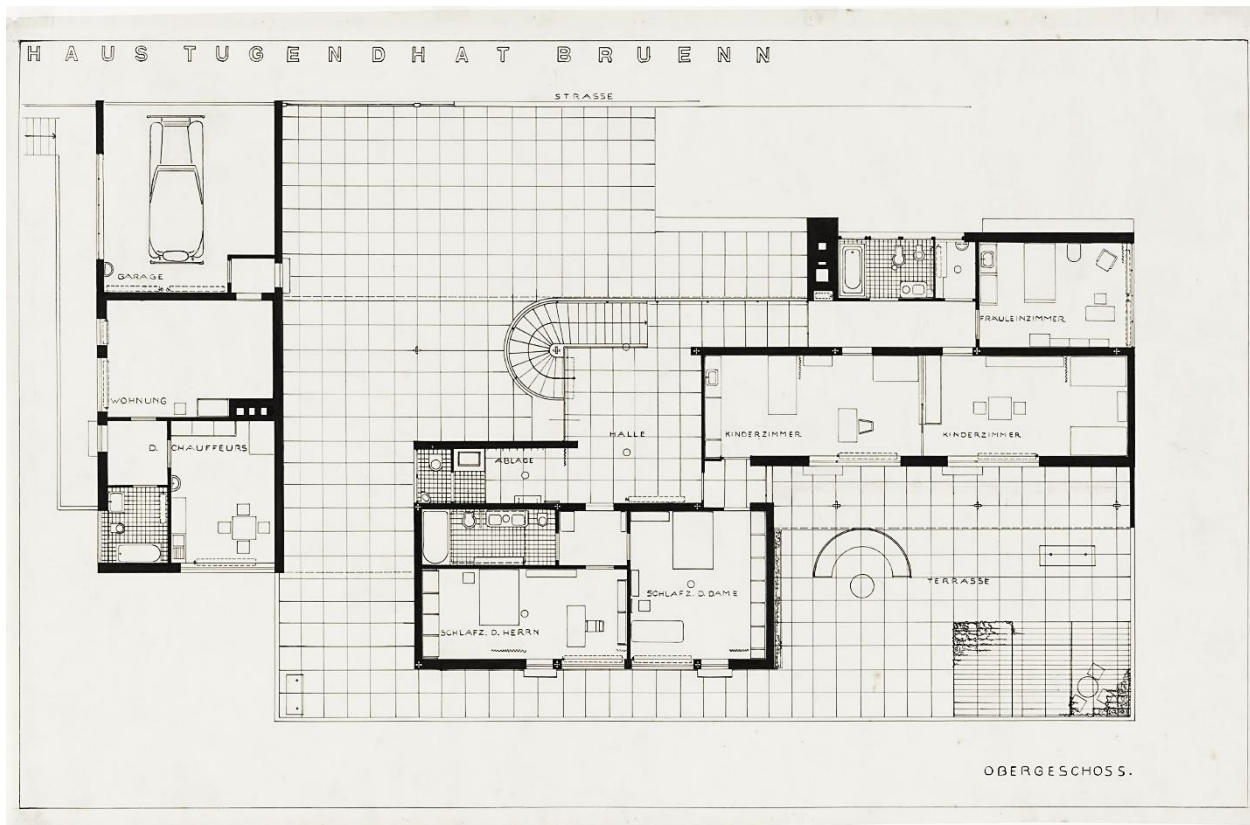 HAUS TUGENDHAT BRUENN
STRASSE
GARAGE
FRÄULEINZIMMER
WOHNUNG
D. CHAUFFEURS
HALLE
KINDERZIMMER
KINDERZIMMER
ABLAGE
TERRASSE
SCHLAFZ. D. DAME
SCHLAFZ. D. HERRN
OBERGESCHOSS.